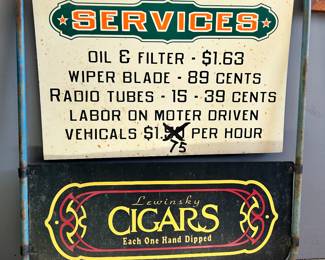 SERVICES
OIL & FILTER - $1.63
WIPER BLADE - 89 CENTS
RADIO TUBES - 15 - 39 CENTS
LABOR ON MOTER DRIVEN
VEHICALS $1. PER HOUR
75
Lewinsky
CIGARS
Each One Hand Dipped